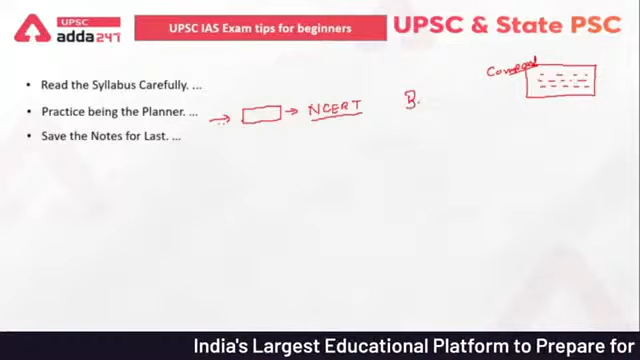 UPSC
adda247
UPSC IAS Exam tips for beginners
UPSC & State PSC
• Read the Syllabus Carefully. ...
• Practice being the Planner. ...
NCERT
B.
• Save the Notes for Last. ...
India's Largest Educational Platform to Prepare for